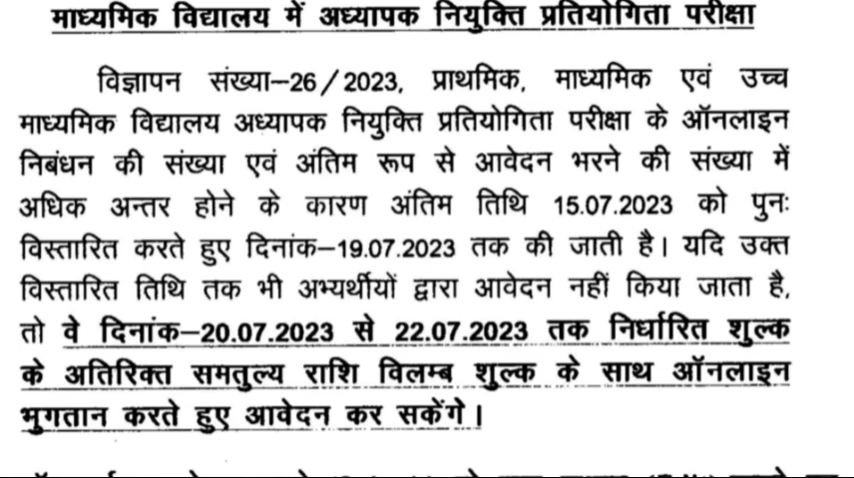 माध्यमिक विद्यालय में अध्यापक नियुक्ति प्रतियोगिता परीक्षा
विज्ञापन संख्या–26/2023, प्राथमिक, माध्यमिक एवं उच्च
माध्यमिक विद्यालय अध्यापक नियुक्ति प्रतियोगिता परीक्षा के ऑनलाइन
निबंधन की संख्या एवं अंतिम रूप से आवेदन भरने की संख्या में
अधिक अन्तर होने के कारण अंतिम तिथि 15.07.2023 को पुनः
विस्तारित करते हुए दिनांक–19.07.2023 तक की जाती है। यदि उक्त
विस्तारित तिथि तक भी अभ्यर्थीयों द्वारा आवेदन नहीं किया जाता है,
तो वे दिनांक–20.07.2023 से 22.07.2023 तक निर्धारित शुल्क
के अतिरिक्त समतुल्य राशि विलम्ब शुल्क के साथ ऑनलाइन
भुगतान करते हुए आवेदन कर सकेंगे।